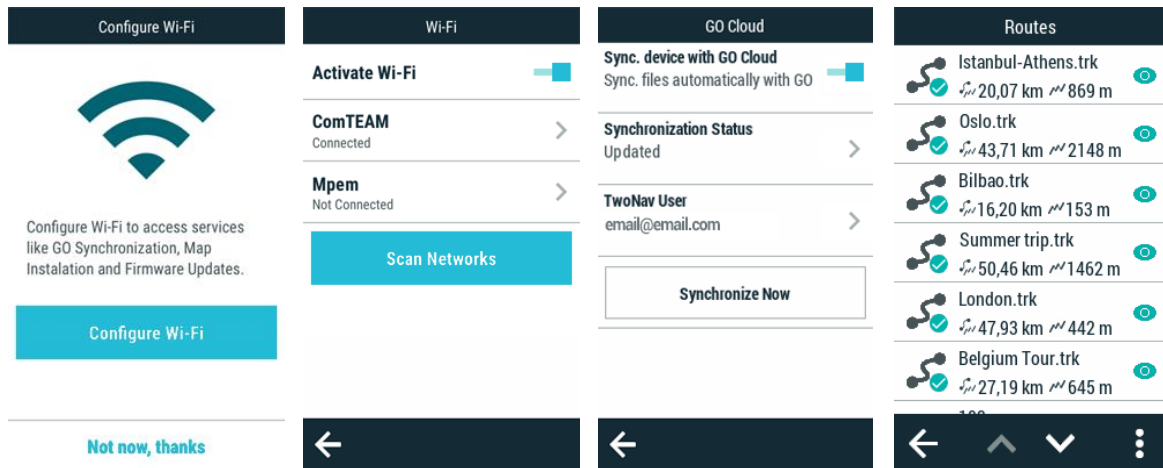 Configure Wi-Fi
Configure Wi-Fi to access services
like GO Synchronization, Map
Instalation and Firmware Updates.
Configure Wi-Fi
Not now, thanks
Wi-Fi
Activate Wi-Fi
ComTEAM
Connected
Mpem
Not Connected
Scan Networks
GO Cloud
Sync. device with GO Cloud
Sync. files automatically with GO
Synchronization Status
Updated
TwoNav User
email@email.com
Synchronize Now
Routes
Istanbul-Athens.trk
20,07 km 869 m
Oslo.trk
43,71 km 2148 m
Bilbao.trk
16,20 km 153 m
Summer trip.trk
50,46 km 1462 m
London.trk
47,93 km 442 m
Belgium Tour.trk
27,19 km 645 m